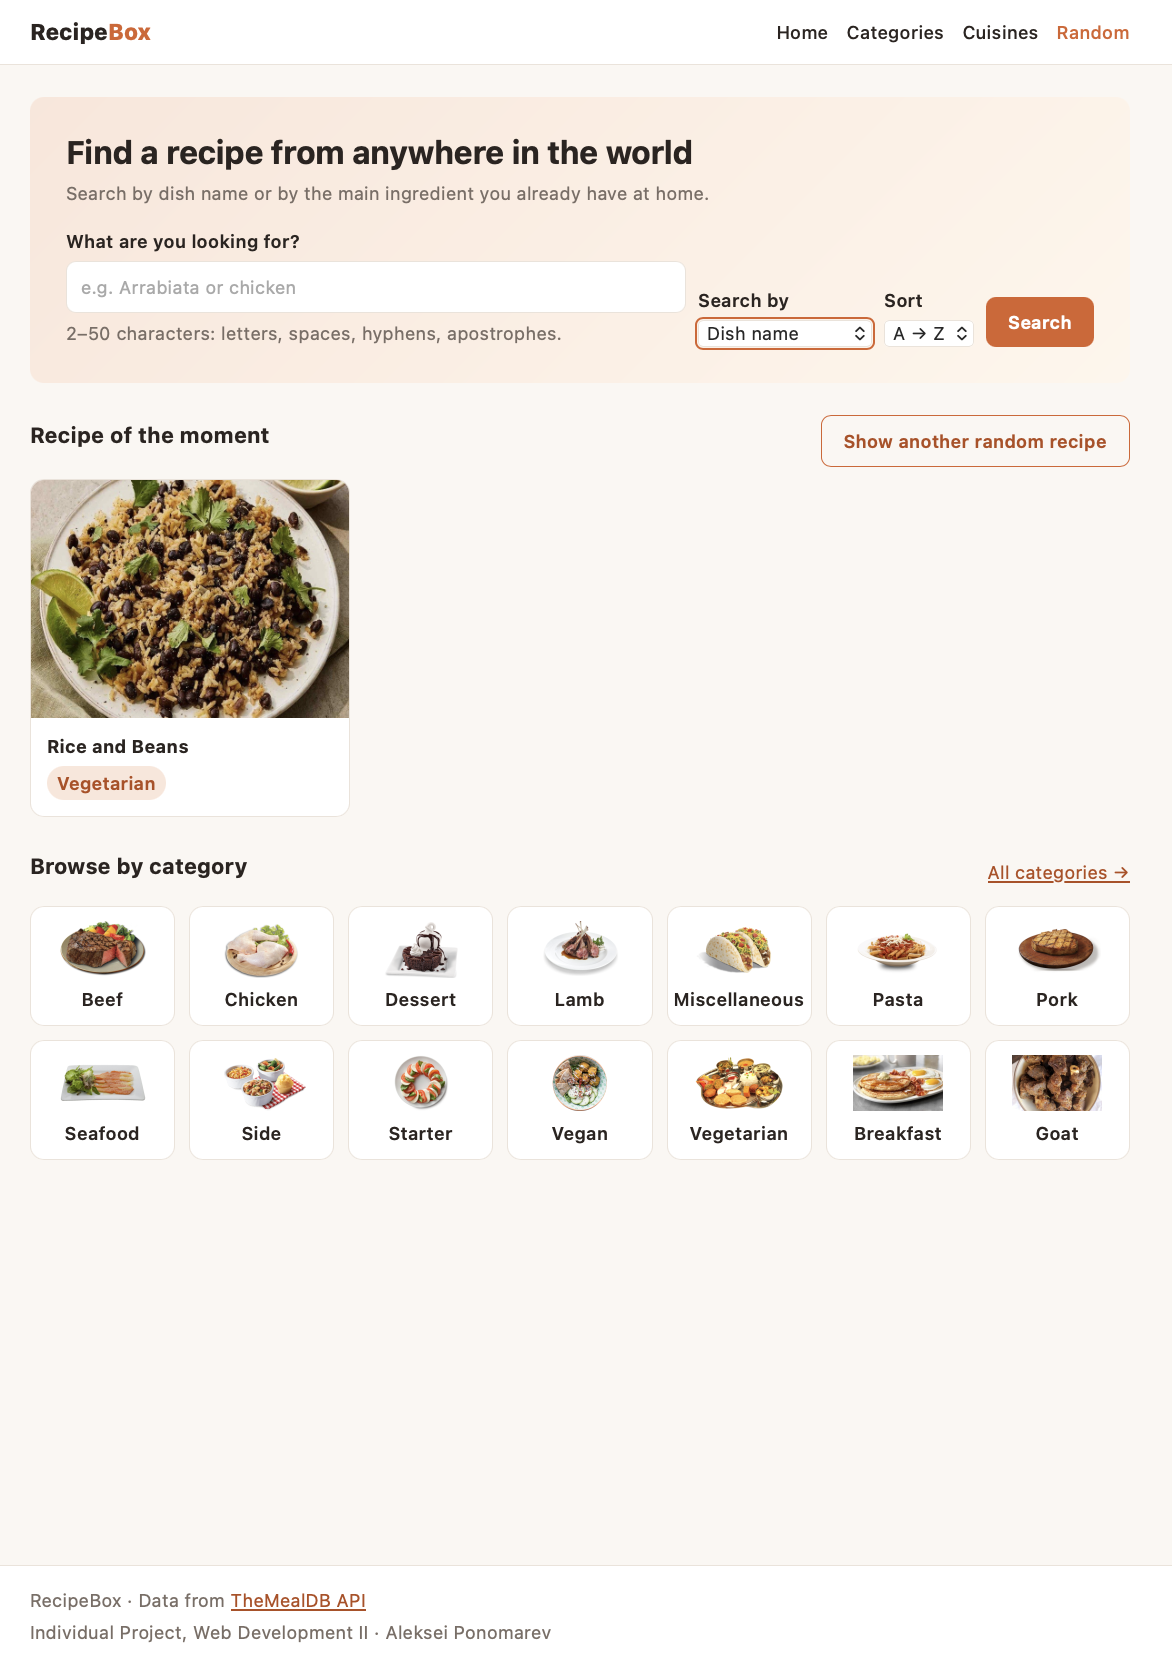 RecipeBox
Home Categories Cuisines Random
Find a recipe from anywhere in the world
Search by dish name or by the main ingredient you already have at home.
What are you looking for?
e.g. Arrabiata or chicken
2–50 characters: letters, spaces, hyphens, apostrophes.
Search by
Dish name
Sort
A → Z
Search
Recipe of the moment
Show another random recipe
Rice and Beans
Vegetarian
Browse by category
All categories →
Beef
Chicken
Dessert
Lamb
Miscellaneous
Pasta
Pork
Seafood
Side
Starter
Vegan
Vegetarian
Breakfast
Goat
RecipeBox · Data from TheMealDB API
Individual Project, Web Development II · Aleksei Ponomarev